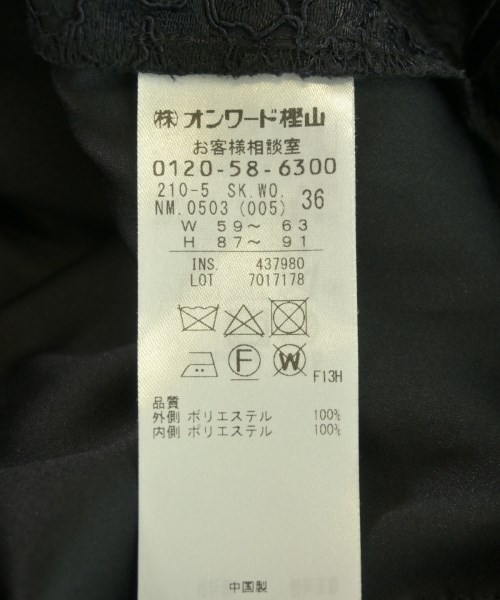 ㈱ オンワード樫山
お客様相談室
0120-58-6300
210-5 SK.WO.
NM.0503 (005) 36
W 59〜 63
H 87〜 91
INS. 437980
LOT 7017178
F
W
F13H
品質
外側 ポリエステル 100%
内側 ポリエステル 100%
中国製